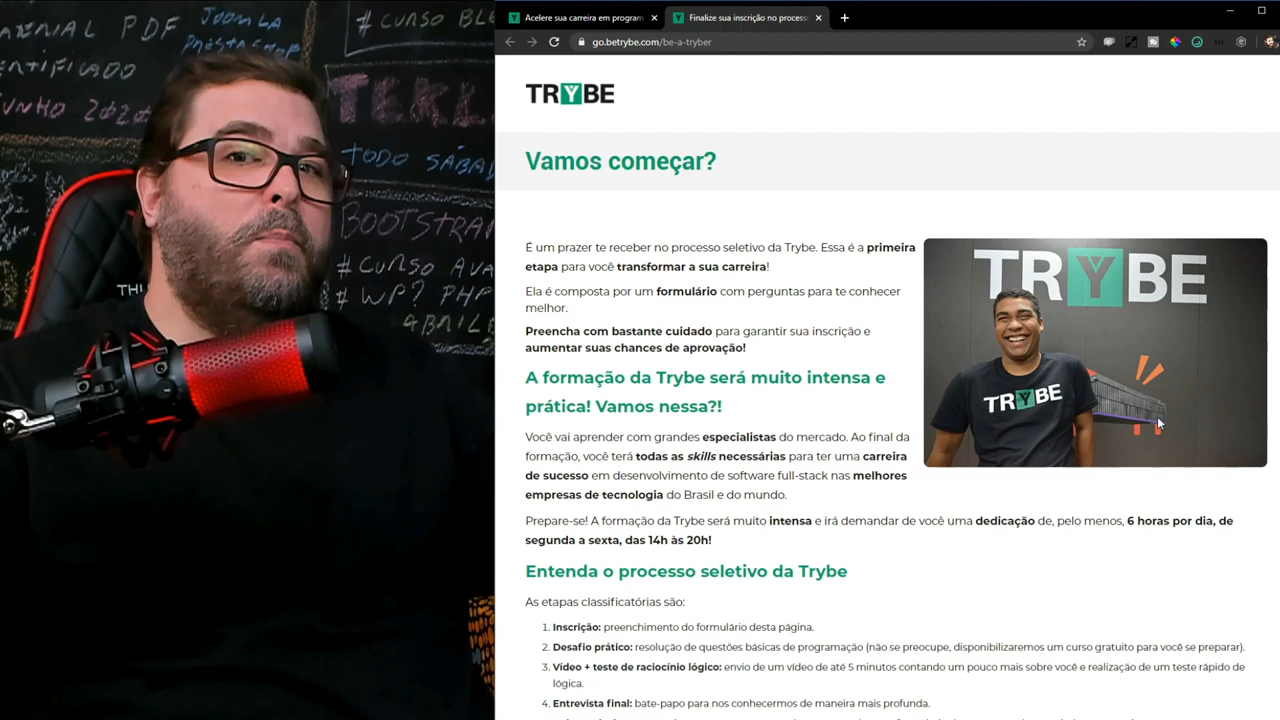 MATERIAL PDF
JOOMLA
PRESTASHOP
# CURSO
TODO SÁBAD
BOOTSTRA
# CURSO AVA
# WP? PHP
ABRIL
Acelere sua carreira em program
Finalize sua inscrição no process
go.betrybe.com/be-a-tryber
TRYBE
Vamos começar?
É um prazer te receber no processo seletivo da Trybe. Essa é a primeira
etapa para você transformar a sua carreira!
Ela é composta por um formulário com perguntas para te conhecer
melhor.
Preencha com bastante cuidado para garantir sua inscrição e
aumentar suas chances de aprovação!
TRYBE
TRYBE
A formação da Trybe será muito intensa e
prática! Vamos nessa?!
Você vai aprender com grandes especialistas do mercado. Ao final da
formação, você terá todas as skills necessárias para ter uma carreira
de sucesso em desenvolvimento de software full-stack nas melhores
empresas de tecnologia do Brasil e do mundo.
Prepare-se! A formação da Trybe será muito intensa e irá demandar de você uma dedicação de, pelo menos, 6 horas por dia, de
segunda a sexta, das 14h às 20h!
Entenda o processo seletivo da Trybe
As etapas classificatórias são:
1. Inscrição: preenchimento do formulário desta página.
2. Desafio prático: resolução de questões básicas de programação (não se preocupe, disponibilizaremos um curso gratuito para você se preparar).
3. Vídeo + teste de raciocínio lógico: envio de um vídeo de até 5 minutos contando um pouco mais sobre você e realização de um teste rápido de
lógica.
4. Entrevista final: bate-papo para nos conhecermos de maneira mais profunda.